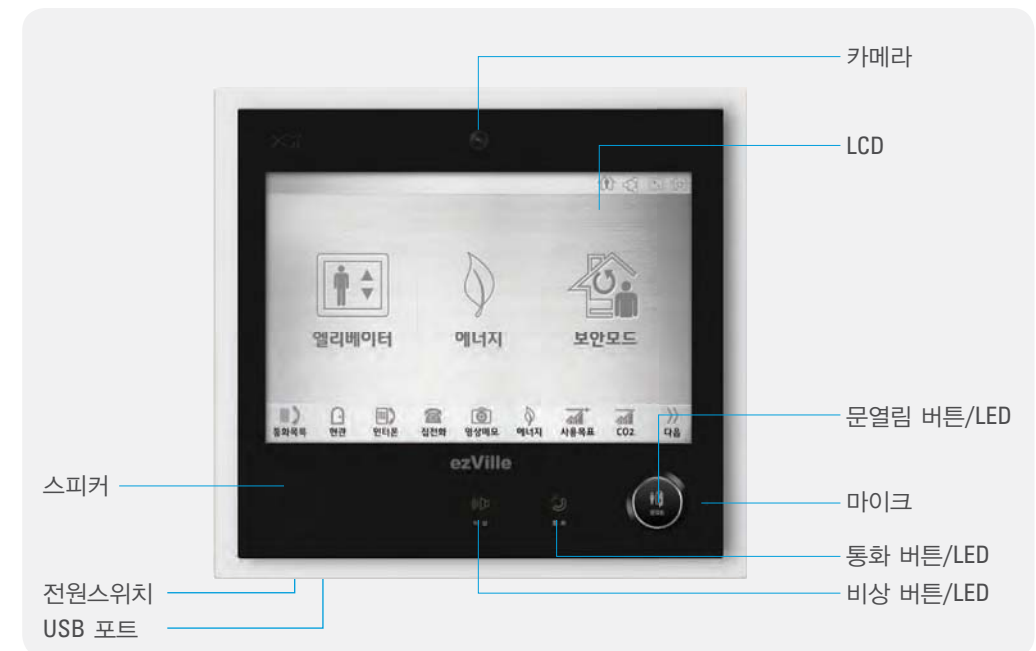 카메라
LCD
엘리베이터
에너지
보안모드
통화목록
현관
인터폰
집전화
영상메모
에너지
사용목표
CO2
다음
ezVille
문열림 버튼/LED
스피커
마이크
통화 버튼/LED
전원스위치
비상 버튼/LED
USB 포트